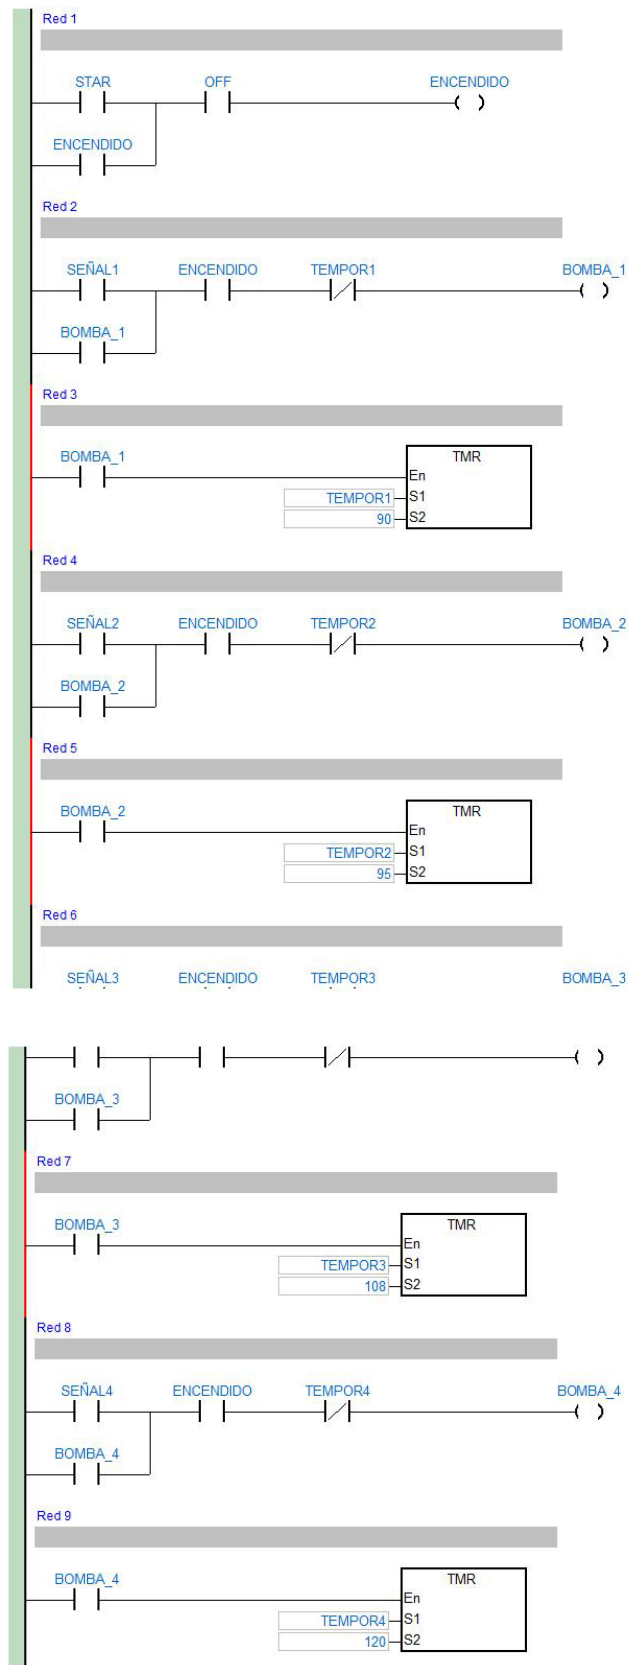 Red 1
STAR OFF ENCENDIDO
ENCENDIDO
Red 2
SEÑAL1 ENCENDIDO TEMPOR1 BOMBA_1
BOMBA_1
Red 3
BOMBA_1 TMR
En
TEMPOR1 S1
90 S2
Red 4
SEÑAL2 ENCENDIDO TEMPOR2 BOMBA_2
BOMBA_2
Red 5
BOMBA_2 TMR
En
TEMPOR2 S1
95 S2
Red 6
SEÑAL3 ENCENDIDO TEMPOR3 BOMBA_3
BOMBA_3
Red 7
BOMBA_3 TMR
En
TEMPOR3 S1
108 S2
Red 8
SEÑAL4 ENCENDIDO TEMPOR4 BOMBA_4
BOMBA_4
Red 9
BOMBA_4 TMR
En
TEMPOR4 S1
120 S2